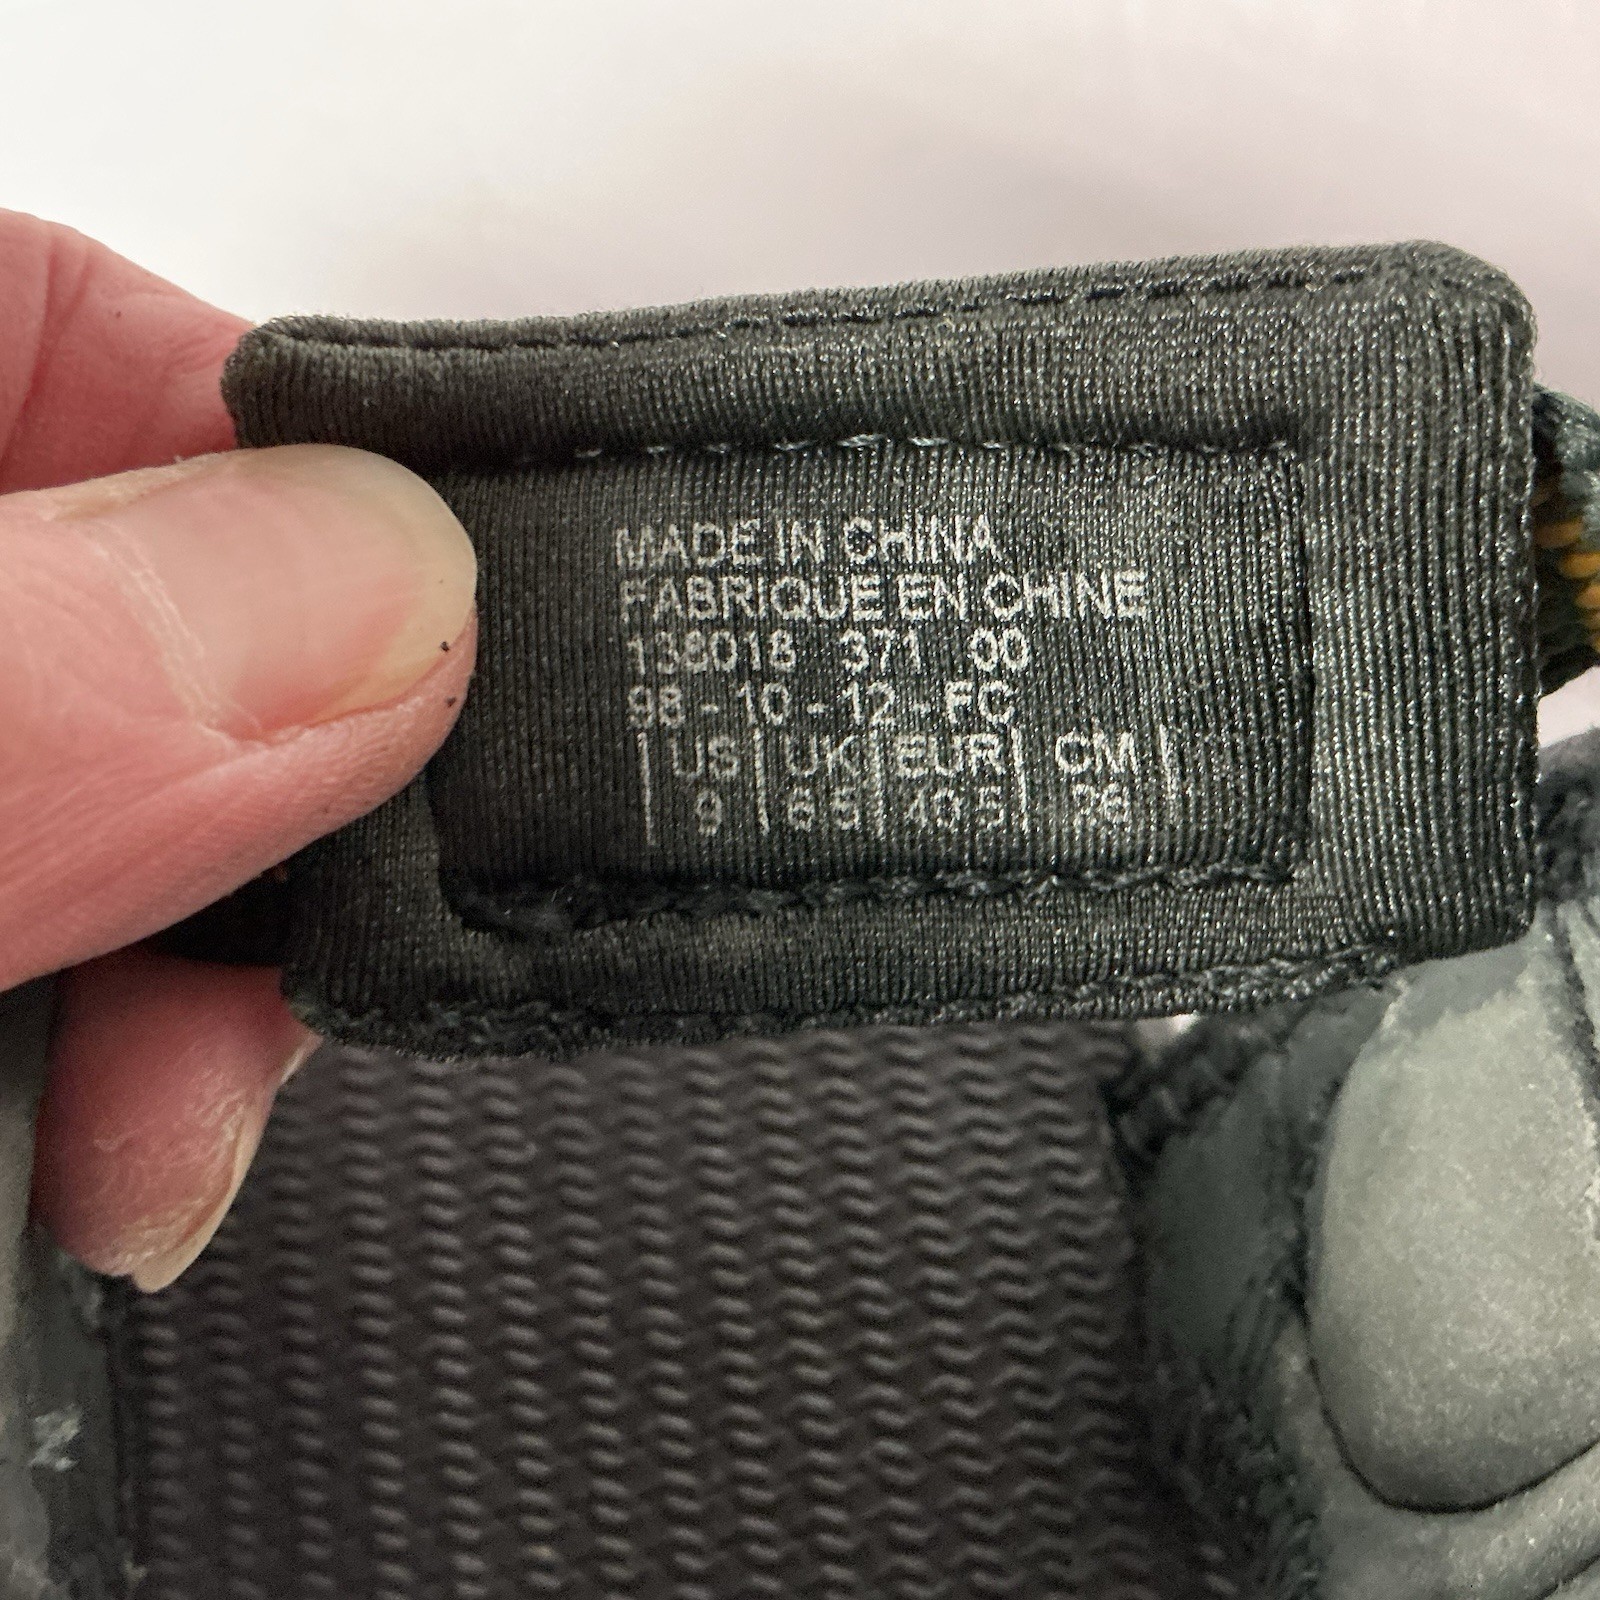 MADE IN CHINA
FABRIQUE EN CHINE
138018 371 00
98 - 10 - 12 - FC
| US | UK | EUR | CM |
| 9 | 6.5 | 40.5 | 26 |